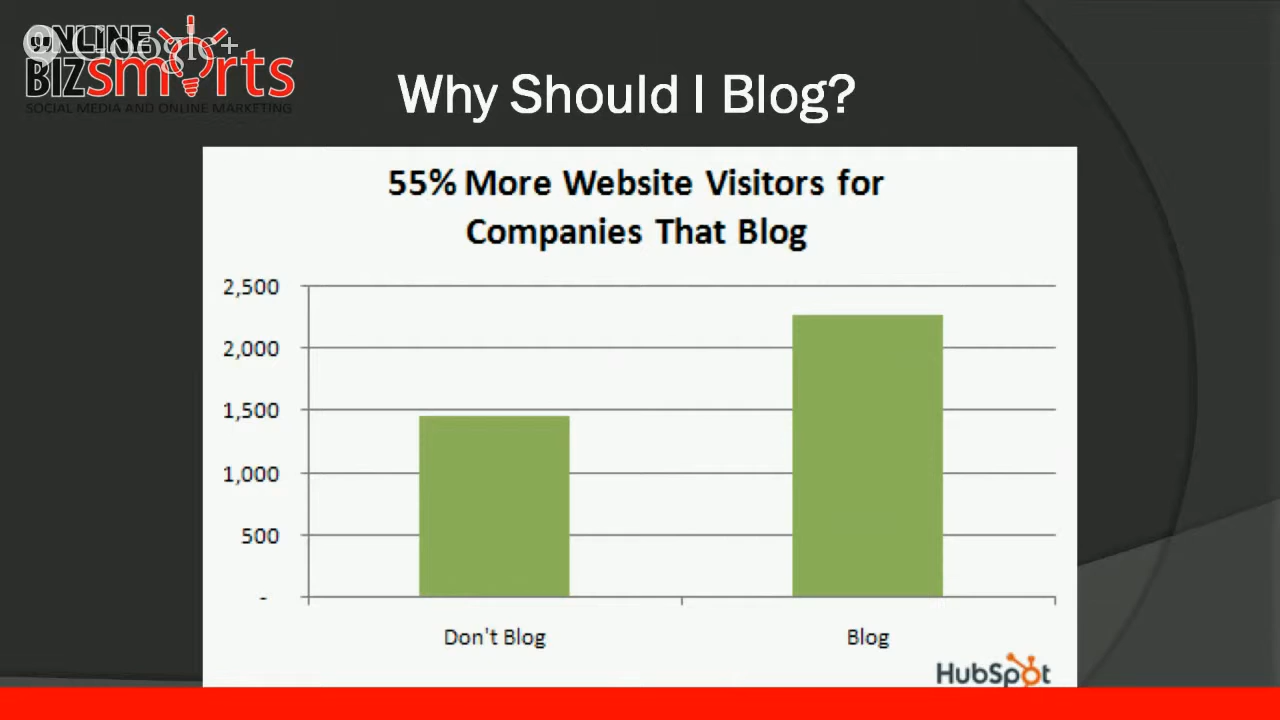 ONLINE
Google+
BIZsmarts
SOCIAL MEDIA AND ONLINE MARKETING
Why Should I Blog?
55% More Website Visitors for
Companies That Blog
2,500
2,000
1,500
1,000
500
-
Don't Blog
Blog
HubSpot